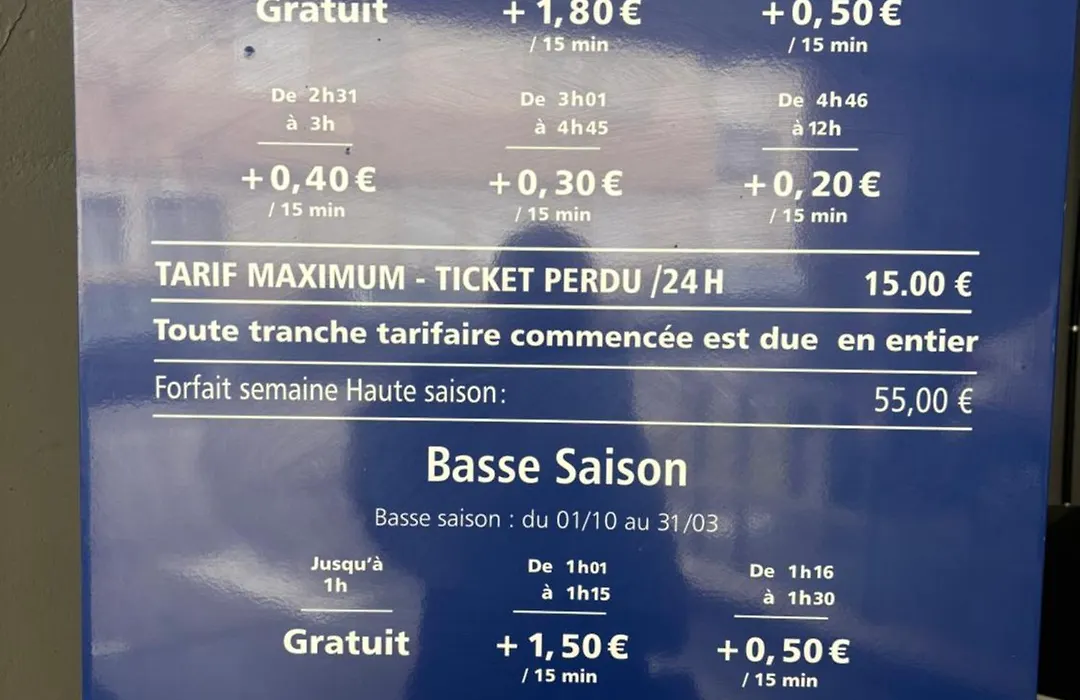 Gratuit + 1,80 € + 0,50 €
/ 15 min / 15 min
De 2h31 De 3h01 De 4h46
à 3h à 4h45 à 12h
+ 0,40 € + 0,30 € + 0,20 €
/ 15 min / 15 min / 15 min
TARIF MAXIMUM - TICKET PERDU /24 H 15.00 €
Toute tranche tarifaire commencée est due en entier
Forfait semaine Haute saison : 55,00 €
Basse Saison
Basse saison : du 01/10 au 31/03
Jusqu'à De 1h01 De 1h16
1h à 1h15 à 1h30
Gratuit + 1,50 € + 0,50 €
/ 15 min / 15 min